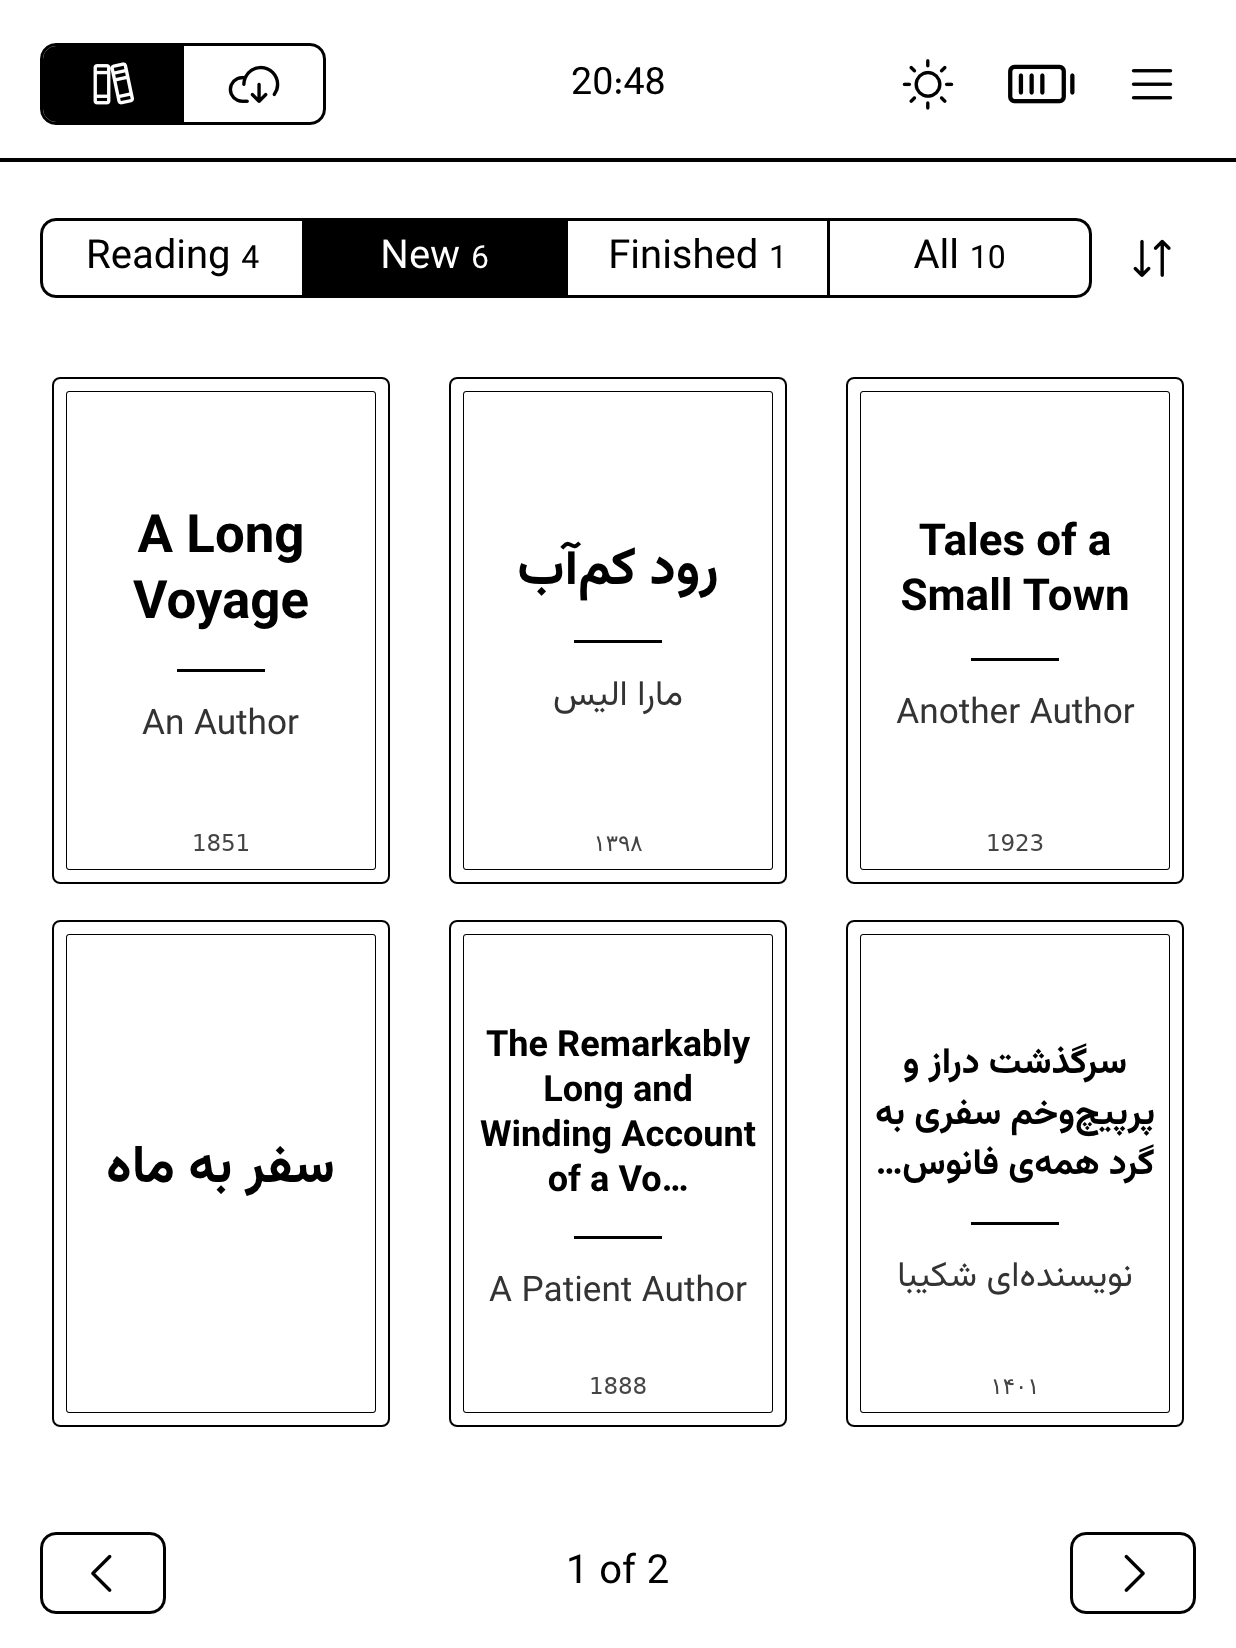 20:48
Reading 4
New 6
Finished 1
All 10
A Long
Voyage
An Author
1851
رود کم‌آب
مارا الیس
۱۳۹۸
Tales of a
Small Town
Another Author
1923
سفر به ماه
The Remarkably
Long and
Winding Account
of a Vo...
A Patient Author
1888
سرگذشت دراز و
پرپیچ‌وخم سفری به
گرد همه‌ی فانوس...
نویسنده‌ای شکیبا
۱۴۰۱
1 of 2